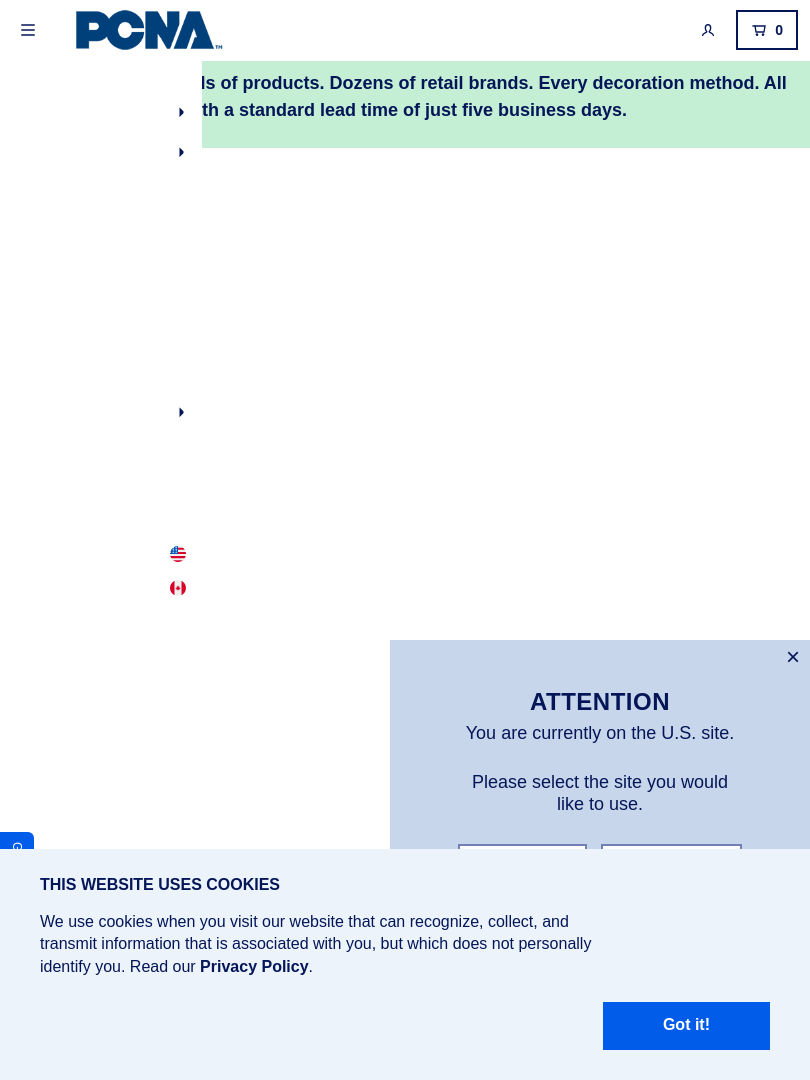 PCNA™
0
of products. Dozens of retail brands. Every decoration method. All
a standard lead time of just five business days.
×
ATTENTION
You are currently on the U.S. site.
Please select the site you would
like to use.
THIS WEBSITE USES COOKIES
We use cookies when you visit our website that can recognize, collect, and
transmit information that is associated with you, but which does not personally
identify you. Read our Privacy Policy.
Got it!